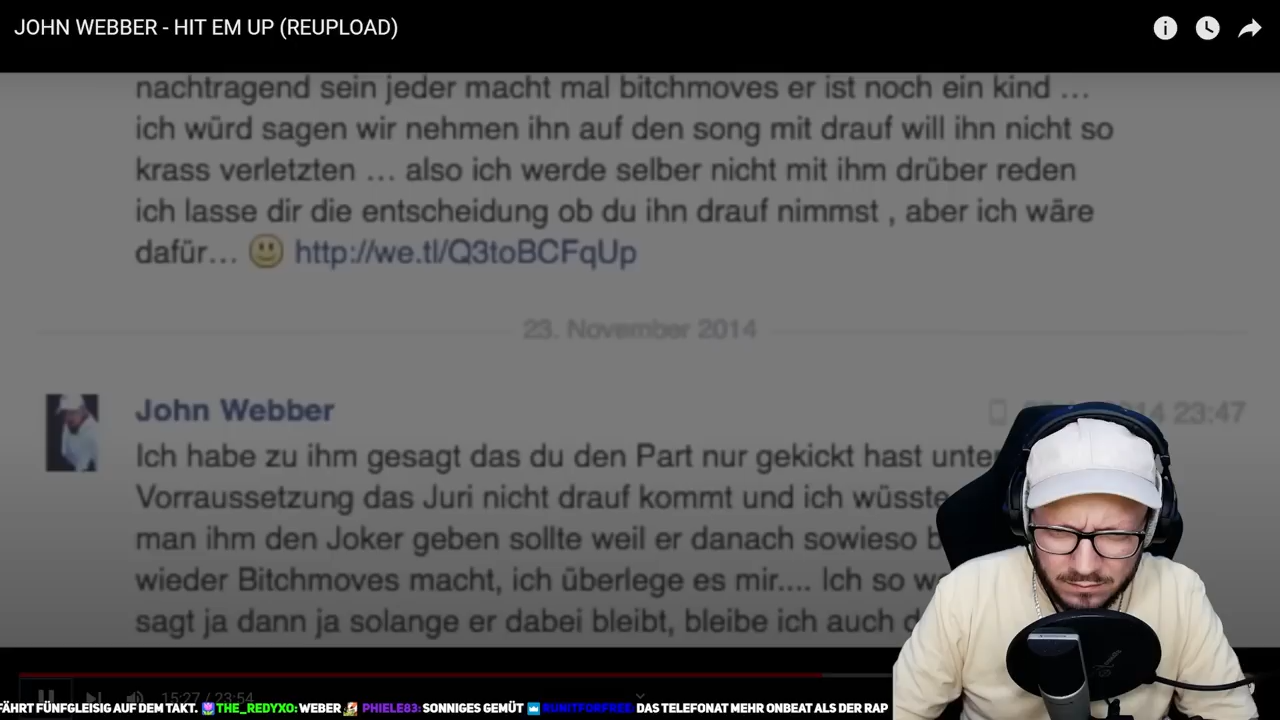 JOHN WEBBER - HIT EM UP (REUPLOAD)
nachtragend sein jeder macht mal bitchmoves er ist noch ein kind ...
ich würd sagen wir nehmen ihn auf den song mit drauf will ihn nicht so
krass verletzten ... also ich werde selber nicht mit ihm drüber reden
ich lasse dir die entscheidung ob du ihn drauf nimmst , aber ich wäre
dafür... 🙂 http://we.tl/Q3toBCFqUp
23. November 2014
John Webber
23:47
Ich habe zu ihm gesagt das du den Part nur gekickt hast unter
Vorraussetzung das Juri nicht drauf kommt und ich wüsste
man ihm den Joker geben sollte weil er danach sowieso
wieder Bitchmoves macht, ich überlege es mir.... Ich so
sagt ja dann ja solange er dabei bleibt, bleibe ich auch
15:27 / 23:54
FÄHRT FÜNFGLEISIG AUF DEM TAKT. THE_REDYXO: WEBER PHIELE83: SONNIGES GEMÜT RUNITFORFREE: DAS TELEFONAT MEHR ONBEAT ALS DER RAP